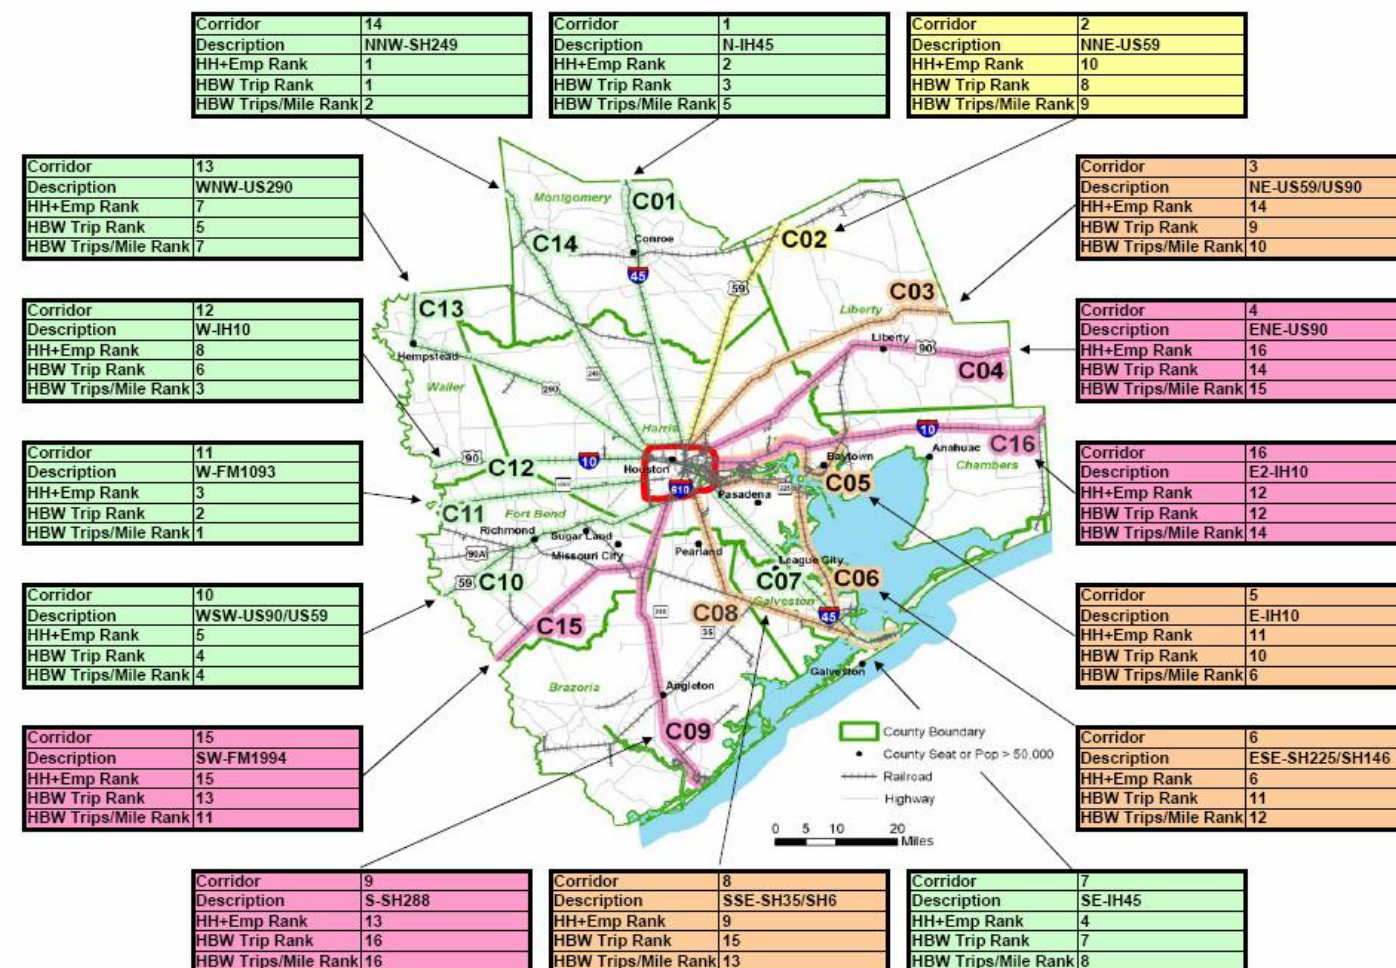 Corridor 14
Description NNW-SH249
HH+Emp Rank 1
HBW Trip Rank 1
HBW Trips/Mile Rank 2
Corridor 1
Description N-IH45
HH+Emp Rank 2
HBW Trip Rank 3
HBW Trips/Mile Rank 5
Corridor 2
Description NNE-US59
HH+Emp Rank 10
HBW Trip Rank 8
HBW Trips/Mile Rank 9
Corridor 13
Description WNW-US290
HH+Emp Rank 7
HBW Trip Rank 5
HBW Trips/Mile Rank 7
Corridor 3
Description NE-US59/US90
HH+Emp Rank 14
HBW Trip Rank 9
HBW Trips/Mile Rank 10
Corridor 12
Description W-IH10
HH+Emp Rank 8
HBW Trip Rank 6
HBW Trips/Mile Rank 3
Corridor 4
Description ENE-US90
HH+Emp Rank 16
HBW Trip Rank 14
HBW Trips/Mile Rank 15
Corridor 11
Description W-FM1093
HH+Emp Rank 3
HBW Trip Rank 2
HBW Trips/Mile Rank 1
Corridor 16
Description E2-IH10
HH+Emp Rank 12
HBW Trip Rank 12
HBW Trips/Mile Rank 14
Corridor 10
Description WSW-US90/US59
HH+Emp Rank 5
HBW Trip Rank 4
HBW Trips/Mile Rank 4
Corridor 5
Description E-IH10
HH+Emp Rank 11
HBW Trip Rank 10
HBW Trips/Mile Rank 6
Corridor 15
Description SW-FM1994
HH+Emp Rank 15
HBW Trip Rank 13
HBW Trips/Mile Rank 11
Corridor 6
Description ESE-SH225/SH146
HH+Emp Rank 6
HBW Trip Rank 11
HBW Trips/Mile Rank 12
Corridor 9
Description S-SH288
HH+Emp Rank 13
HBW Trip Rank 16
HBW Trips/Mile Rank 16
Corridor 8
Description SSE-SH35/SH6
HH+Emp Rank 9
HBW Trip Rank 15
HBW Trips/Mile Rank 13
Corridor 7
Description SE-IH45
HH+Emp Rank 4
HBW Trip Rank 7
HBW Trips/Mile Rank 8
Montgomery
C01
C14
Conroe
C02
45
59
C13
C03
Liberty
Liberty
90
Hempstead
C04
Waller
249
290
Harris
10
C16
90
C12
10
Houston
Baytown
Anahuac
Chambers
610
Pasadena
225
C05
C11
Fort Bend
Richmond
Sugar Land
90A
Missouri City
Pearland
League City
59
C10
C07
C06
C08
Galveston
45
C15
288
35
Galveston
Brazoria
Angleton
C09
County Boundary
County Seat or Pop > 50,000
Railroad
Highway
0 5 10 20
Miles